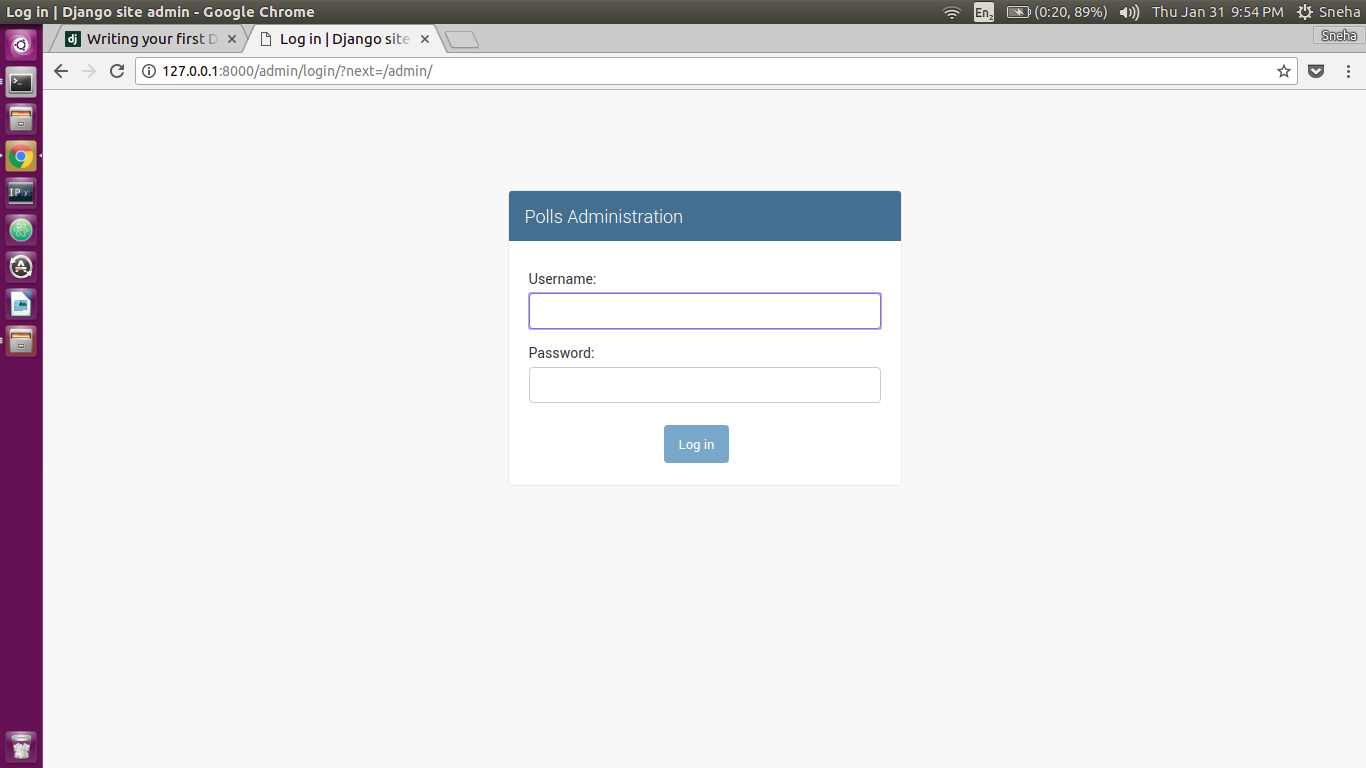 Log in | Django site admin - Google Chrome
En2 (0:20, 89%) Thu Jan 31 9:54 PM Sneha
Writing your first D
Log in | Django site
Sneha
127.0.0.1:8000/admin/login/?next=/admin/
Polls Administration
Username:
Password:
Log in